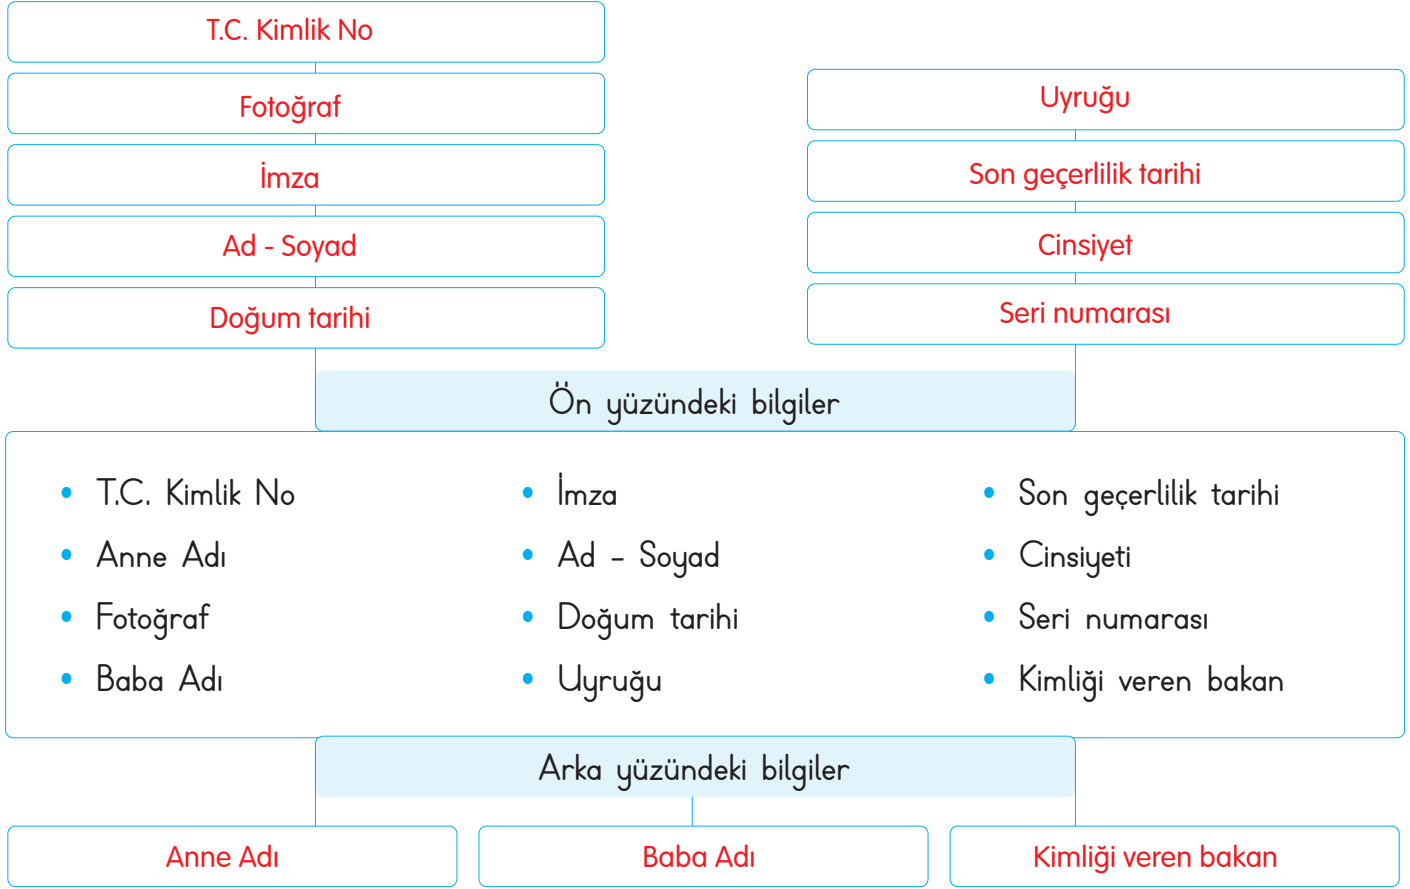 T.C. Kimlik No
Fotoğraf
İmza
Ad - Soyad
Doğum tarihi
Uyruğu
Son geçerlilik tarihi
Cinsiyet
Seri numarası
Ön yüzündeki bilgiler
• T.C. Kimlik No
• Anne Adı
• Fotoğraf
• Baba Adı
• İmza
• Ad - Soyad
• Doğum tarihi
• Uyruğu
• Son geçerlilik tarihi
• Cinsiyeti
• Seri numarası
• Kimliği veren bakan
Arka yüzündeki bilgiler
Anne Adı
Baba Adı
Kimliği veren bakan